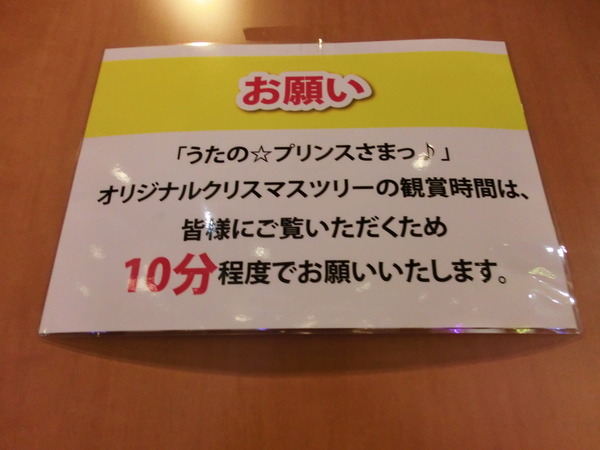 お願い
「うたの☆プリンスさまっ♪」
オリジナルクリスマスツリーの観賞時間は、
皆様にご覧いただくため
10分程度でお願いいたします。